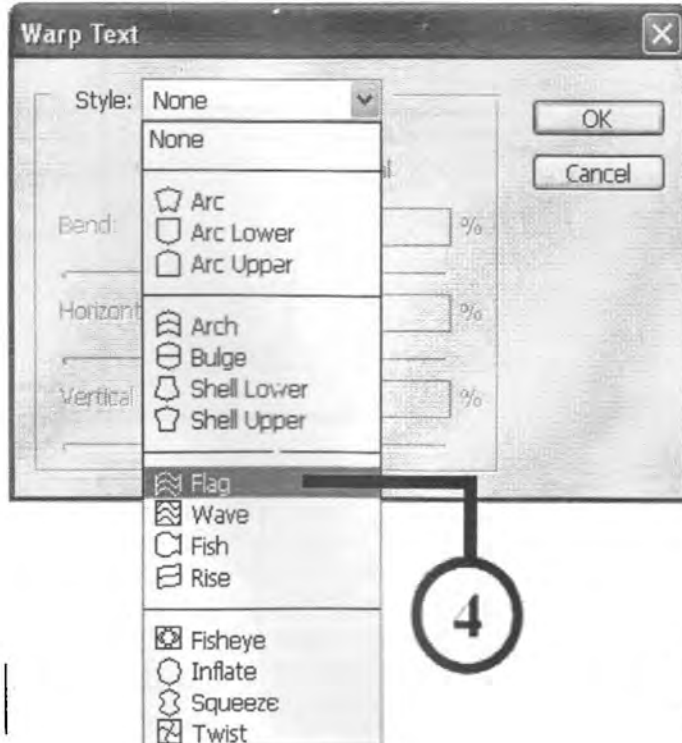 Warp Text
Style: None
OK
None
Cancel
Arc
Bend: %
Arc Lower
Arc Upper
Horizont %
Arch
Bulge
Shell Lower
Vertical %
Shell Upper
Flag
Wave
Fish
Rise
4
Fisheye
Inflate
Squeeze
Twist